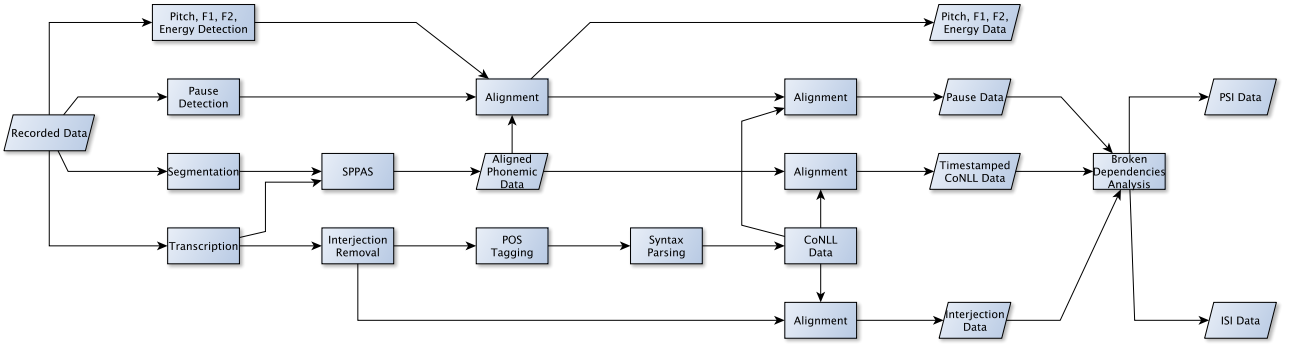 Pitch, F1, F2,
Energy Detection
Pitch, F1, F2,
Energy Data
Pause
Detection
Alignment
Alignment
Pause Data
PSI Data
Recorded Data
Segmentation
SPPAS
Aligned
Phonemic
Data
Alignment
Timestamped
CoNLL Data
Broken
Dependencies
Analysis
Transcription
Interjection
Removal
POS
Tagging
Syntax
Parsing
CoNLL
Data
Alignment
Interjection
Data
ISI Data